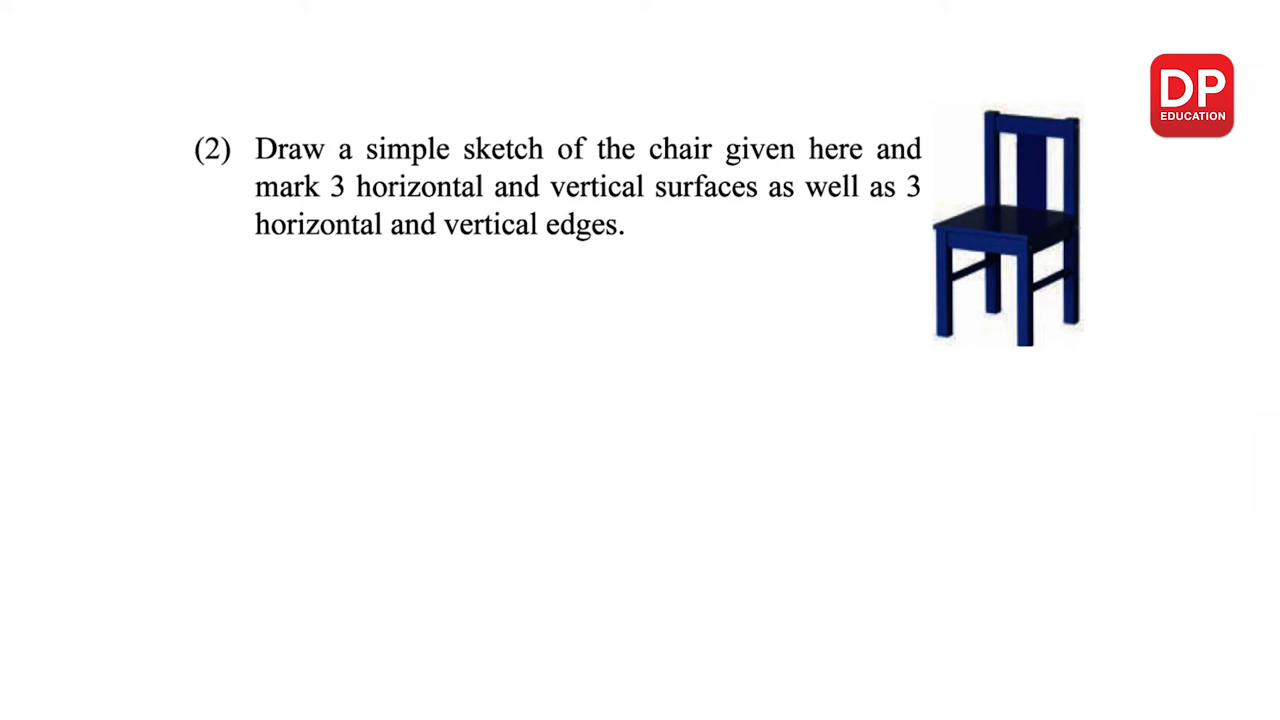 DP
EDUCATION
(2) Draw a simple sketch of the chair given here and
mark 3 horizontal and vertical surfaces as well as 3
horizontal and vertical edges.